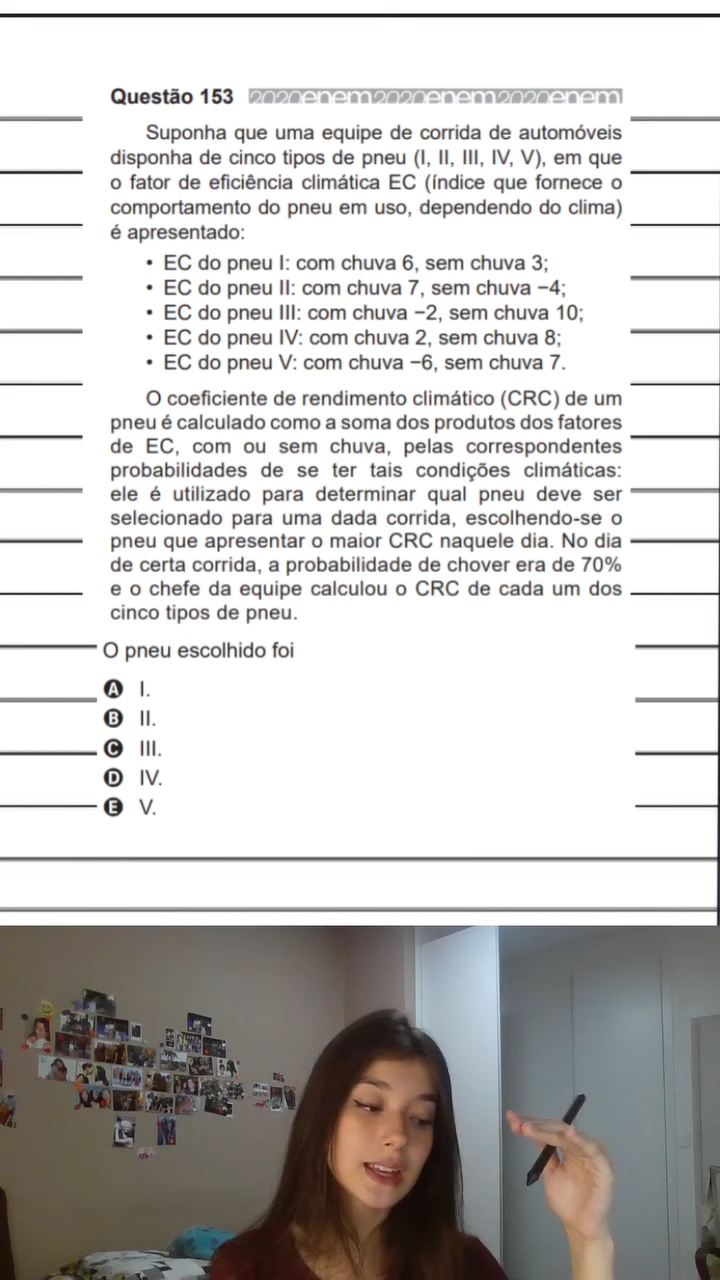 Questão 153 2020enem2020enem2020enem
Suponha que uma equipe de corrida de automóveis
disponha de cinco tipos de pneu (I, II, III, IV, V), em que
o fator de eficiência climática EC (índice que fornece o
comportamento do pneu em uso, dependendo do clima)
é apresentado:
• EC do pneu I: com chuva 6, sem chuva 3;
• EC do pneu II: com chuva 7, sem chuva −4;
• EC do pneu III: com chuva −2, sem chuva 10;
• EC do pneu IV: com chuva 2, sem chuva 8;
• EC do pneu V: com chuva −6, sem chuva 7.
O coeficiente de rendimento climático (CRC) de um
pneu é calculado como a soma dos produtos dos fatores
de EC, com ou sem chuva, pelas correspondentes
probabilidades de se ter tais condições climáticas:
ele é utilizado para determinar qual pneu deve ser
selecionado para uma dada corrida, escolhendo-se o
pneu que apresentar o maior CRC naquele dia. No dia
de certa corrida, a probabilidade de chover era de 70%
e o chefe da equipe calculou o CRC de cada um dos
cinco tipos de pneu.
O pneu escolhido foi
A I.
B II.
C III.
D IV.
E V.